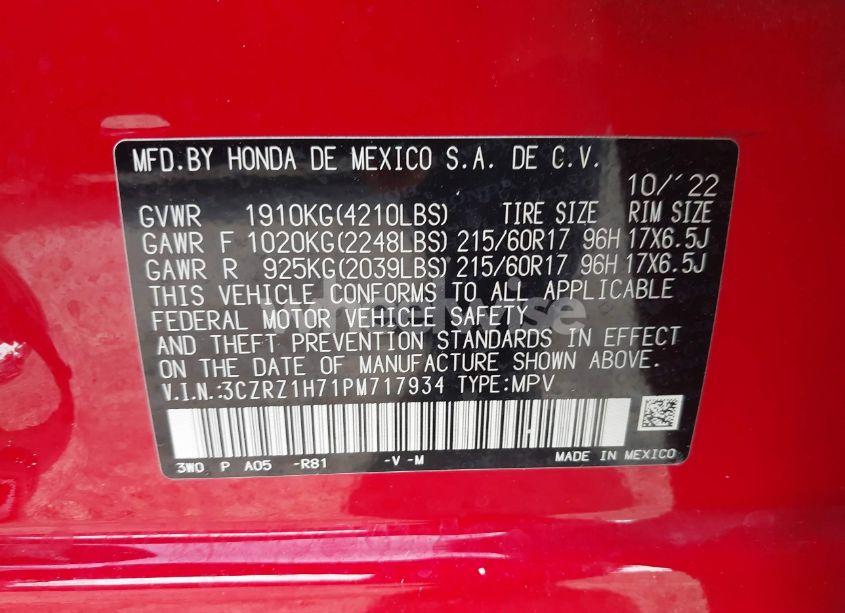 MFD.BY HONDA DE MEXICO S.A. DE C.V.
10/'22
GVWR 1910KG(4210LBS) TIRE SIZE RIM SIZE
GAWR F 1020KG(2248LBS) 215/60R17 96H 17X6.5J
GAWR R 925KG(2039LBS) 215/60R17 96H 17X6.5J
THIS VEHICLE CONFORMS TO ALL APPLICABLE
FEDERAL MOTOR VEHICLE SAFETY
AND THEFT PREVENTION STANDARDS IN EFFECT
ON THE DATE OF MANUFACTURE SHOWN ABOVE.
V.I.N.:3CZRZ1H71PM717934 TYPE:MPV
3WO P A05 -R81 -V-M MADE IN MEXICO